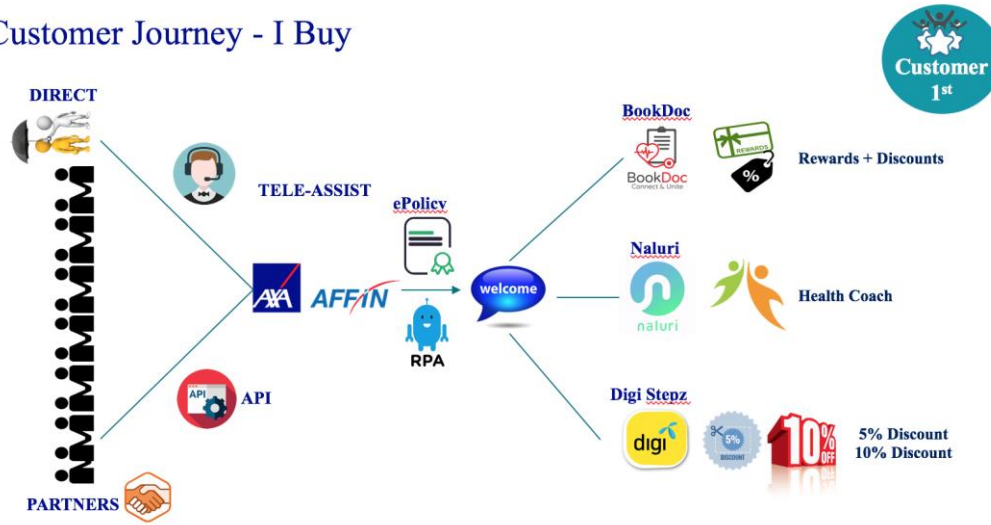 Customer Journey - I Buy
Customer
1st
DIRECT
TELE-ASSIST
AXA
AFFIN
API
API
PARTNERS
ePolicy
RPA
welcome
BookDoc
BookDoc
Connect & Unite
REWARDS
%
Rewards + Discounts
Naluri
n
naluri
Health Coach
Digi Stepz
digi
5%
DISCOUNT
10%
OFF
5% Discount
10% Discount